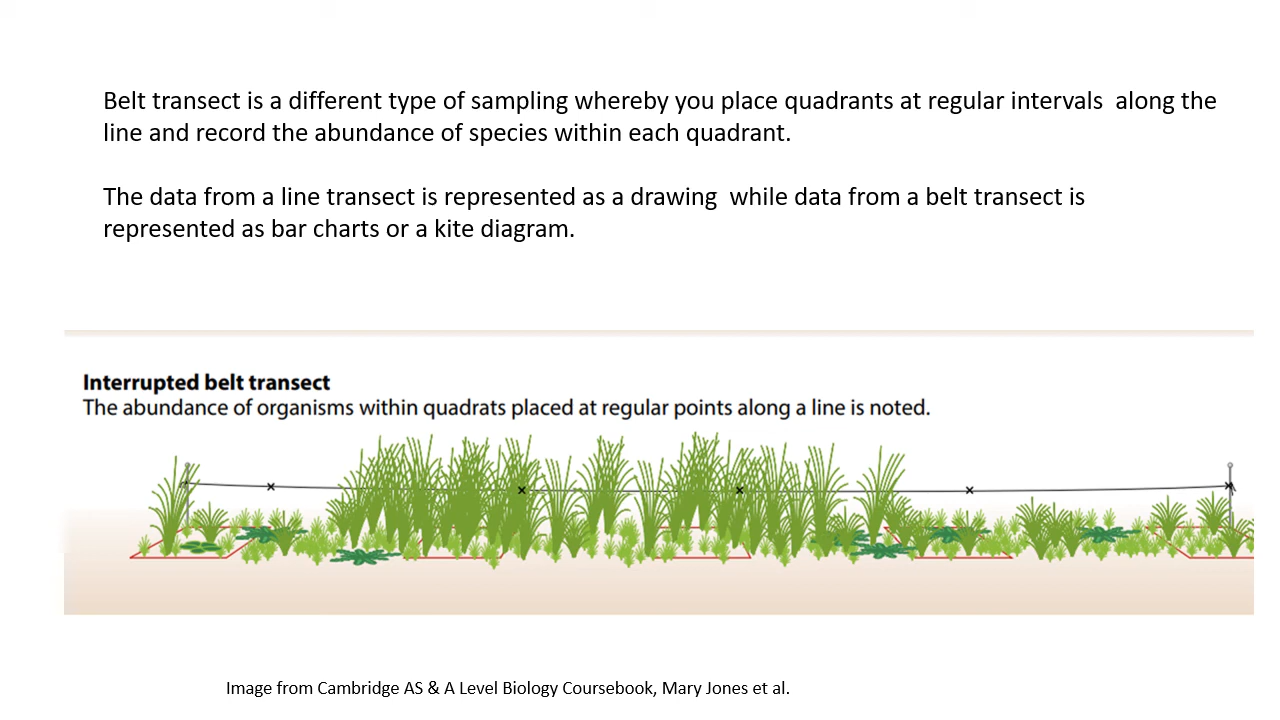 Belt transect is a different type of sampling whereby you place quadrants at regular intervals  along the
line and record the abundance of species within each quadrant.
The data from a line transect is represented as a drawing  while data from a belt transect is
represented as bar charts or a kite diagram.
Interrupted belt transect
The abundance of organisms within quadrats placed at regular points along a line is noted.
Image from Cambridge AS & A Level Biology Coursebook, Mary Jones et al.